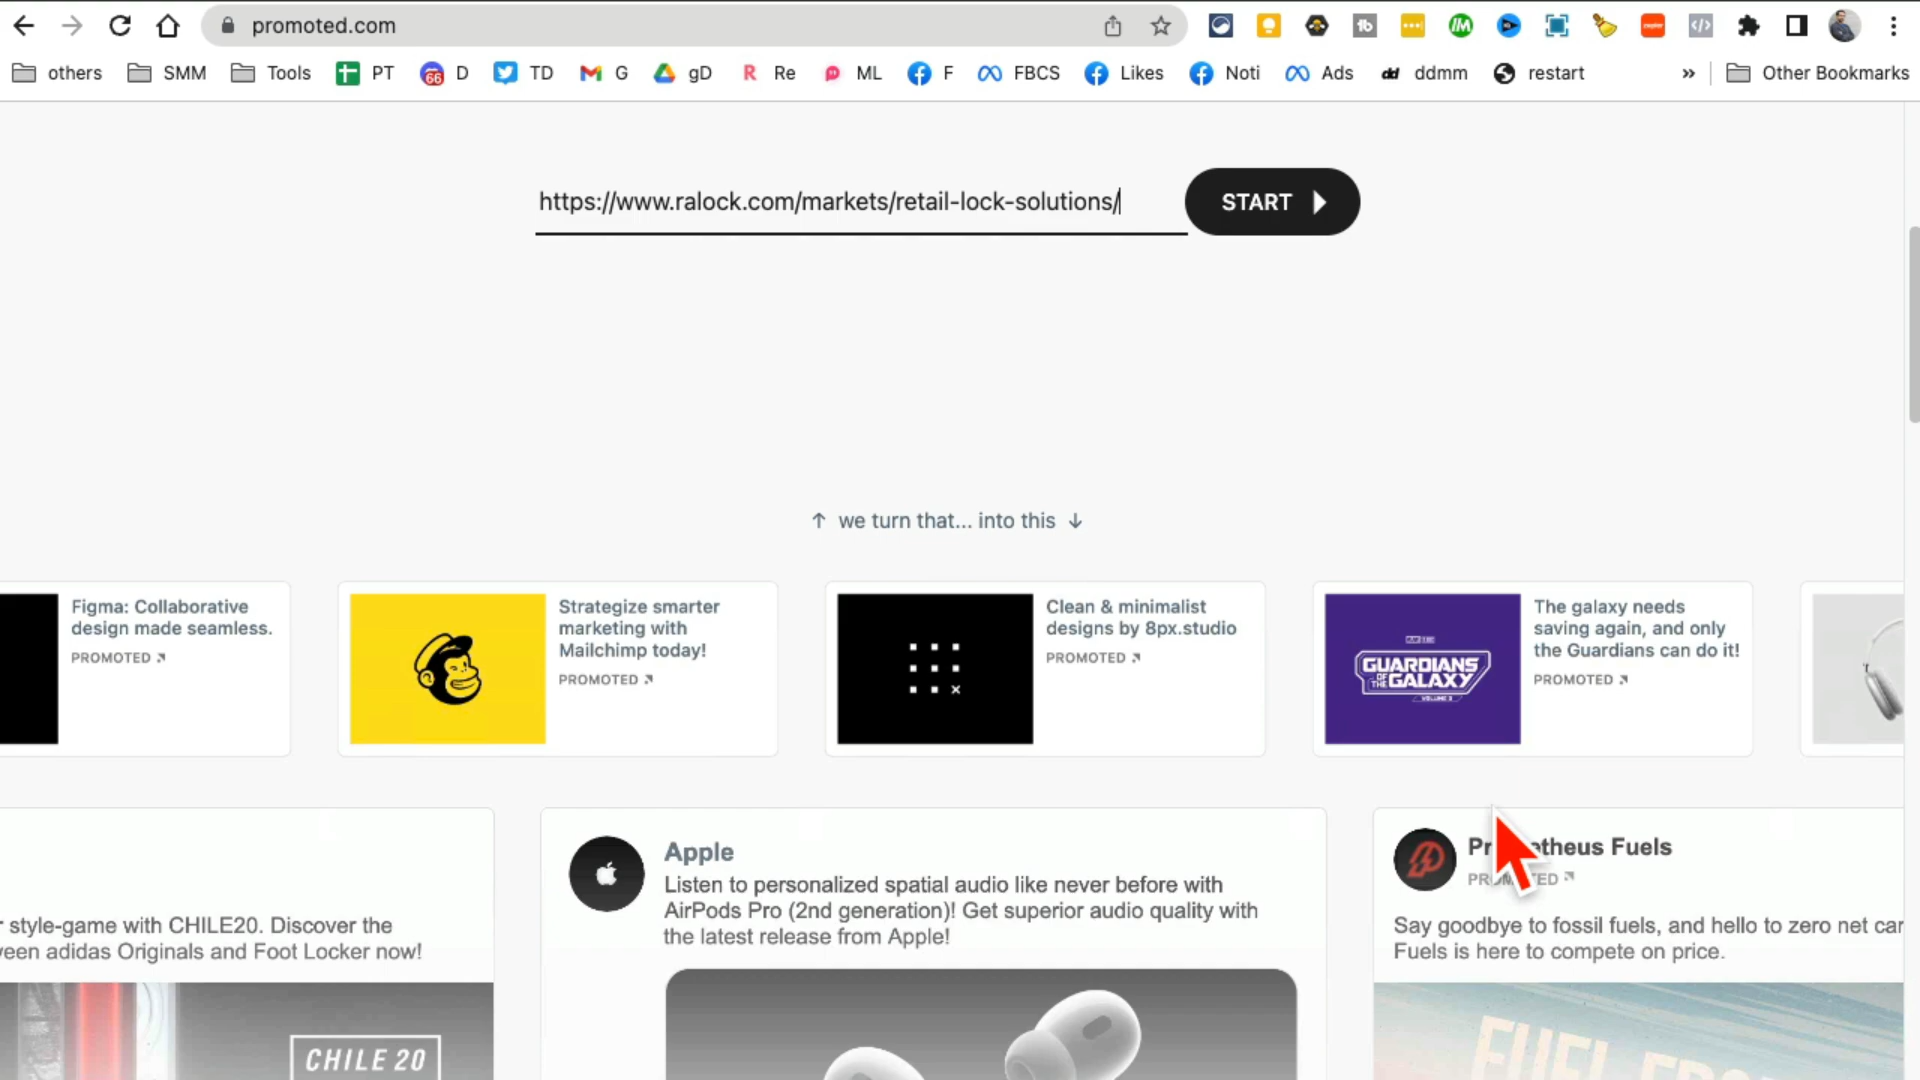 promoted.com
others SMM Tools PT D TD G gD Re ML F FBCS Likes Noti Ads ddmm restart » Other Bookmarks
https://www.ralock.com/markets/retail-lock-solutions/ START
↑ we turn that... into this ↓
Figma: Collaborative
design made seamless.
PROMOTED
Strategize smarter
marketing with
Mailchimp today!
PROMOTED
Clean & minimalist
designs by 8px.studio
PROMOTED
GUARDIANS
OF THE GALAXY
VOLUME 3
The galaxy needs
saving again, and only
the Guardians can do it!
PROMOTED
style-game with CHILE20. Discover the
adidas Originals and Foot Locker now!
CHILE 20
Apple
Listen to personalized spatial audio like never before with
AirPods Pro (2nd generation)! Get superior audio quality with
the latest release from Apple!
Fuels
Say goodbye to fossil fuels, and hello to zero net
Fuels is here to compete on price.